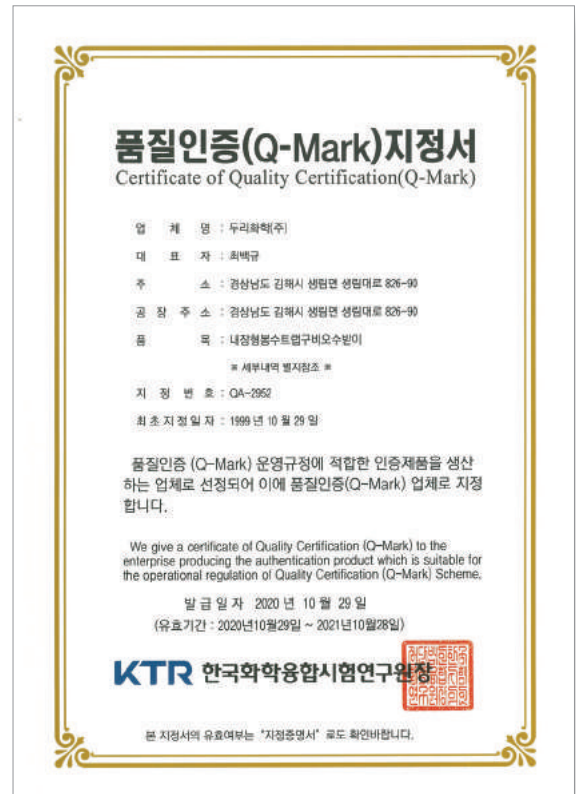 품질인증(Q-Mark)지정서
Certificate of Quality Certification(Q-Mark)
업 체 명 : 두리화학(주)
대 표 자 : 최백규
주 소 : 경상남도 김해시 생림면 생림대로 826-90
공 장 주 소 : 경상남도 김해시 생림면 생림대로 826-90
품 목 : 내장형봉수트랩구비오수받이
※ 세부내역 별지참조 ※
지 정 번 호 : QA-2952
최 초 지 정 일 자 : 1999 년 10 월 29 일
품질인증 (Q-Mark) 운영규정에 적합한 인증제품을 생산
하는 업체로 선정되어 이에 품질인증(Q-Mark) 업체로 지정
합니다.
We give a certificate of Quality Certification (Q-Mark) to the
enterprise producing the authentication product which is suitable for
the operational regulation of Quality Certification (Q-Mark) Scheme.
발 급 일 자 2020 년 10 월 29 일
(유효기간 : 2020년10월29일 ~ 2021년10월28일)
KTR 한국화학융합시험연구원장
본 지정서의 유효여부는 "지정증명서" 로도 확인바랍니다.